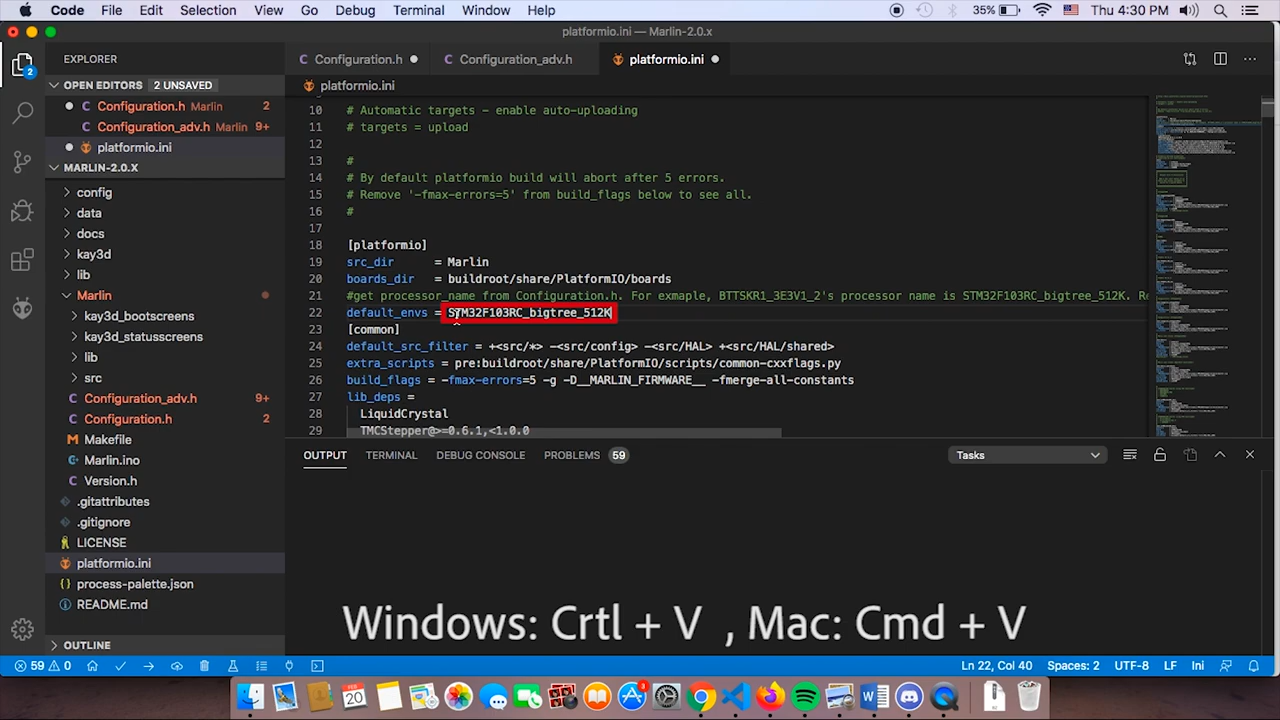 Code File Edit Selection View Go Debug Terminal Window Help 35% Thu 4:30 PM
platformio.ini — Marlin-2.0.x
EXPLORER
OPEN EDITORS 2 UNSAVED
Configuration.h Marlin 2
Configuration_adv.h Marlin 9+
platformio.ini
MARLIN-2.0.X
config
data
docs
kay3d
lib
Marlin
kay3d_bootscreens
kay3d_statusscreens
lib
src
Configuration_adv.h 9+
Configuration.h 2
Makefile
Marlin.ino
Version.h
.gitattributes
.gitignore
LICENSE
platformio.ini
process-palette.json
README.md
OUTLINE
2
Configuration.h Configuration_adv.h platformio.ini
platformio.ini
10 # Automatic targets - enable auto-uploading
11 # targets = upload
12
13 #
14 # By default platformio build will abort after 5 errors.
15 # Remove '-fmax-errors=5' from build_flags below to see all.
16 #
17
18 [platformio]
19 src_dir = Marlin
20 boards_dir = buildroot/share/PlatformIO/boards
21 #get processor_name from Configuration.h. For exmaple, BTTSKR1_3E3V1_2's processor name is STM32F103RC_bigtree_512K. Re
22 default_envs = STM32F103RC_bigtree_512K
23 [common]
24 default_src_filter = +<src/*> -<src/config> -<src/HAL> +<src/HAL/shared>
25 extra_scripts = pre:buildroot/share/PlatformIO/scripts/common-cxxflags.py
26 build_flags = -fmax-errors=5 -g -D__MARLIN_FIRMWARE__ -fmerge-all-constants
27 lib_deps =
28 LiquidCrystal
29 TMCStepper@>=0.6.1,<1.0.0
OUTPUT TERMINAL DEBUG CONSOLE PROBLEMS 59 Tasks
Windows: Crtl + V , Mac: Cmd + V
59 0 Ln 22, Col 40 Spaces: 2 UTF-8 LF Ini
FEB
20
3